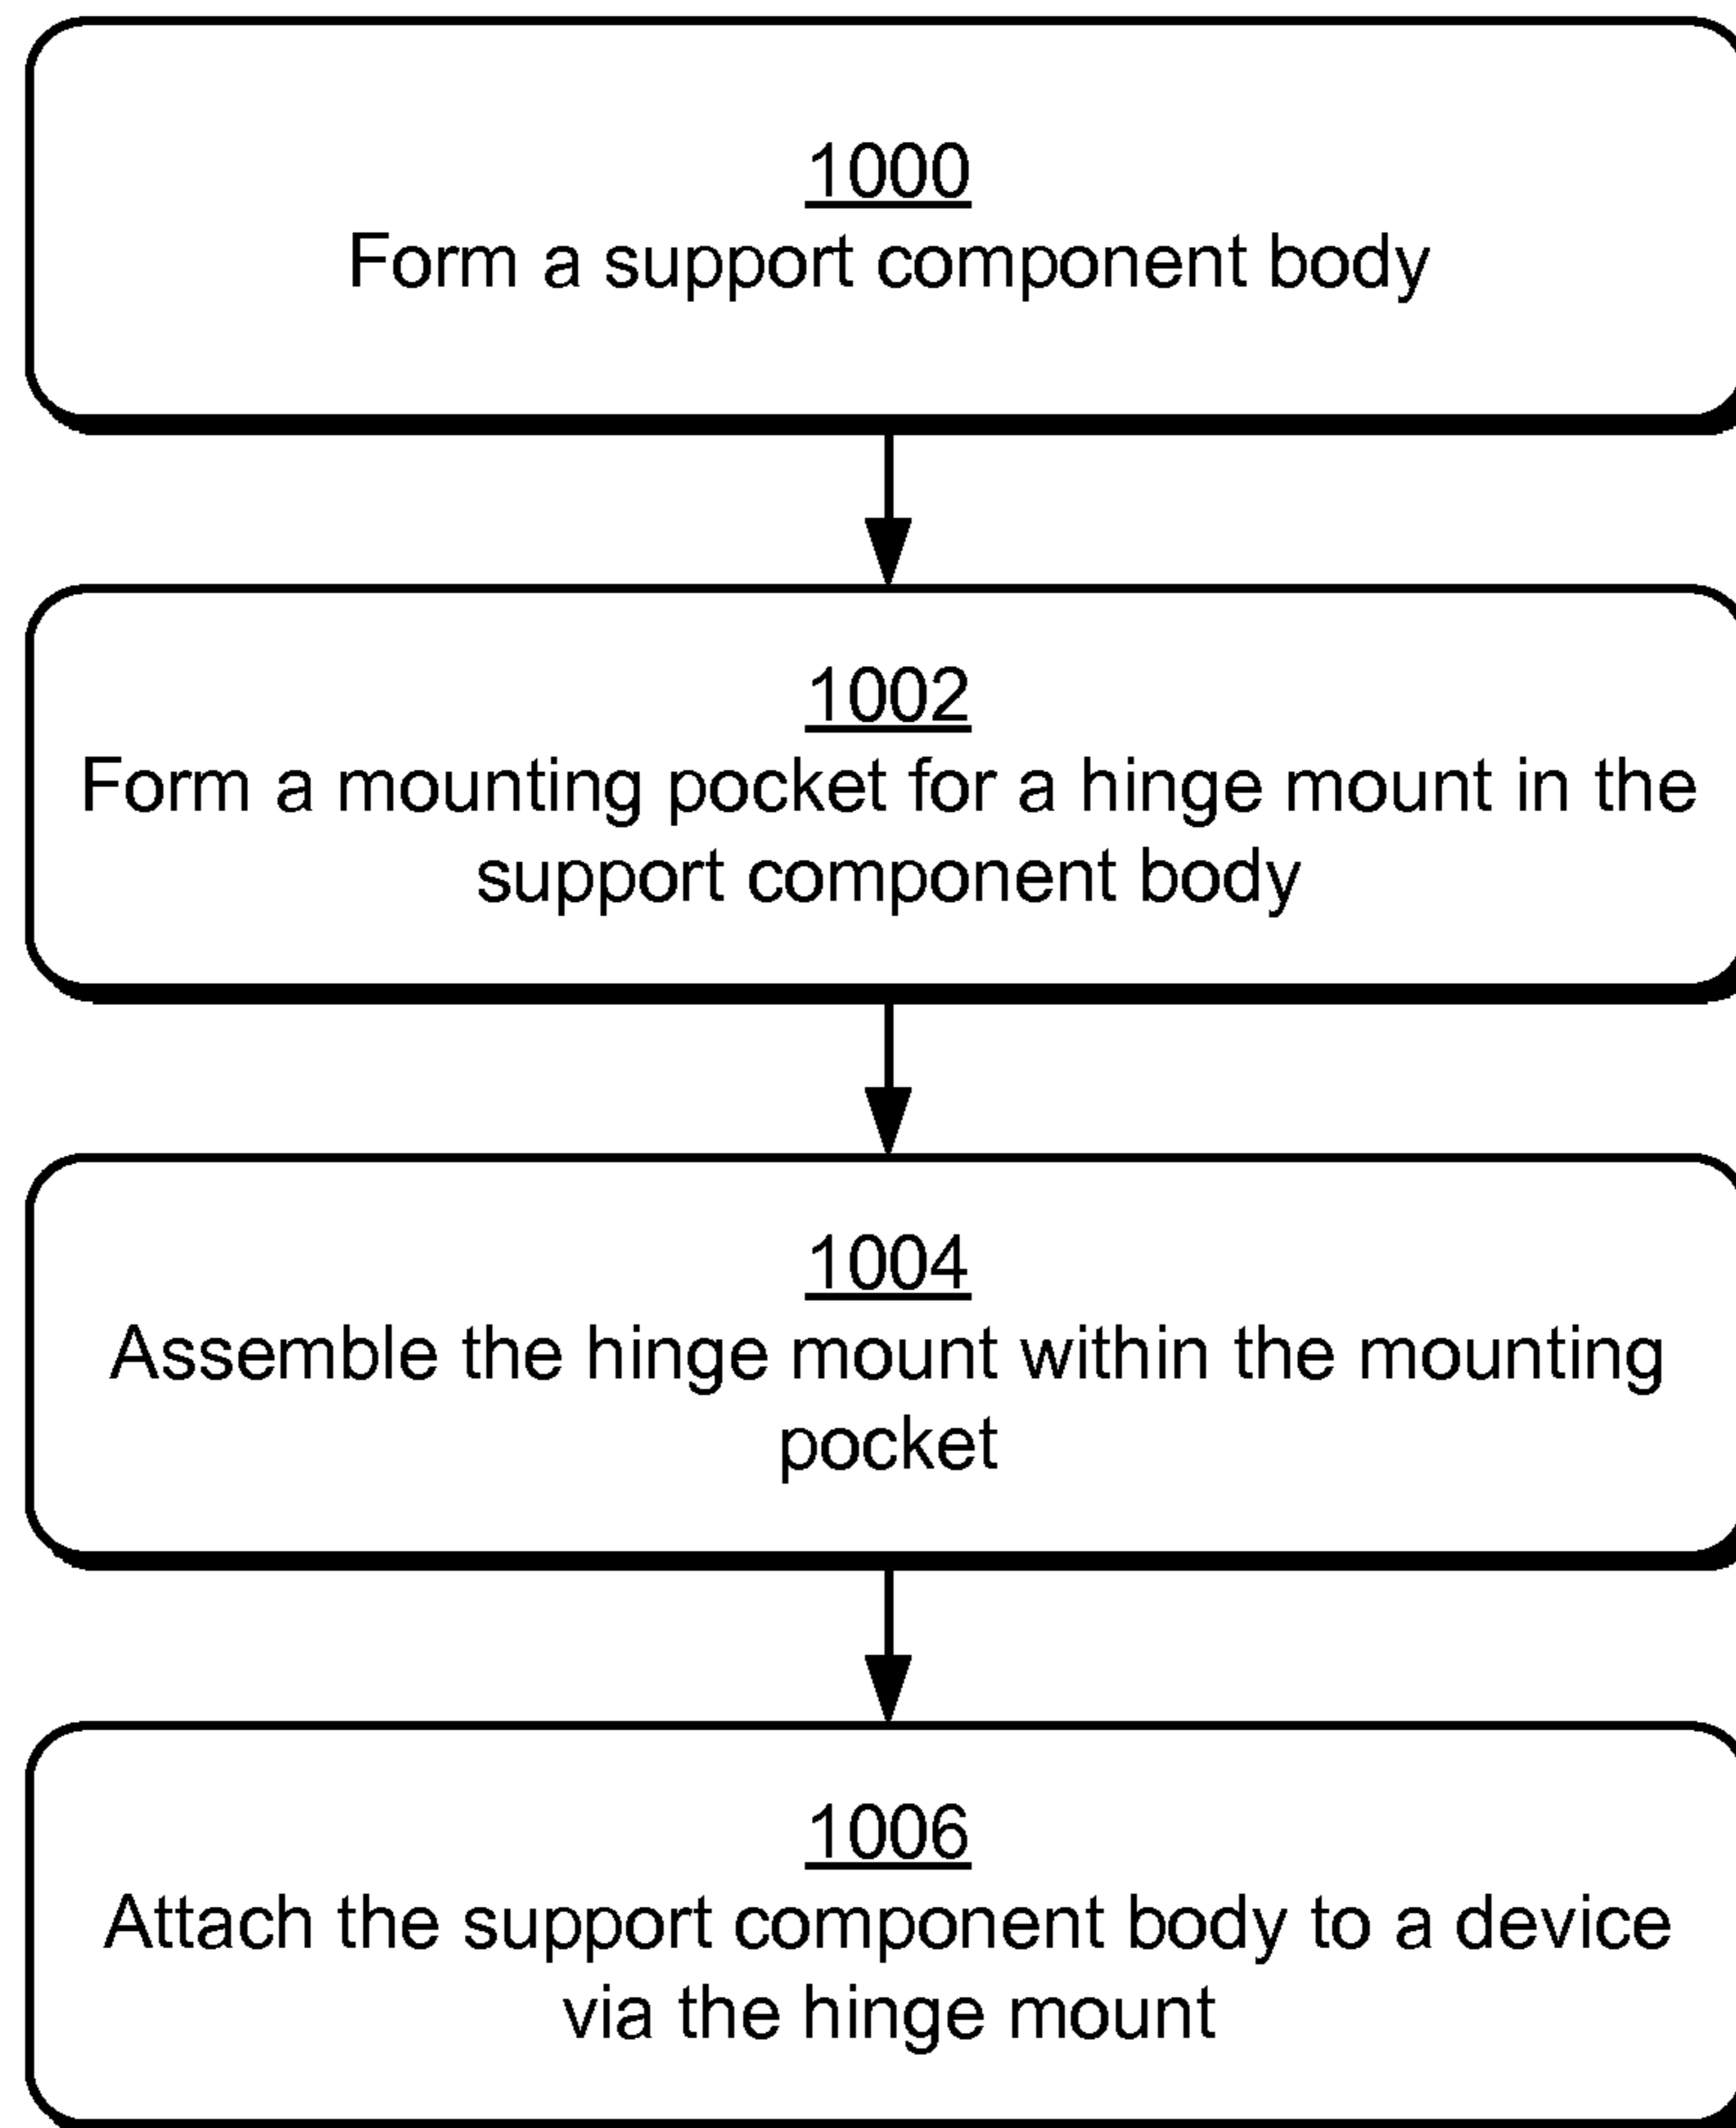 1000
Form a support component body
1002
Form a mounting pocket for a hinge mount in the
support component body
1004
Assemble the hinge mount within the mounting
pocket
1006
Attach the support component body to a device
via the hinge mount